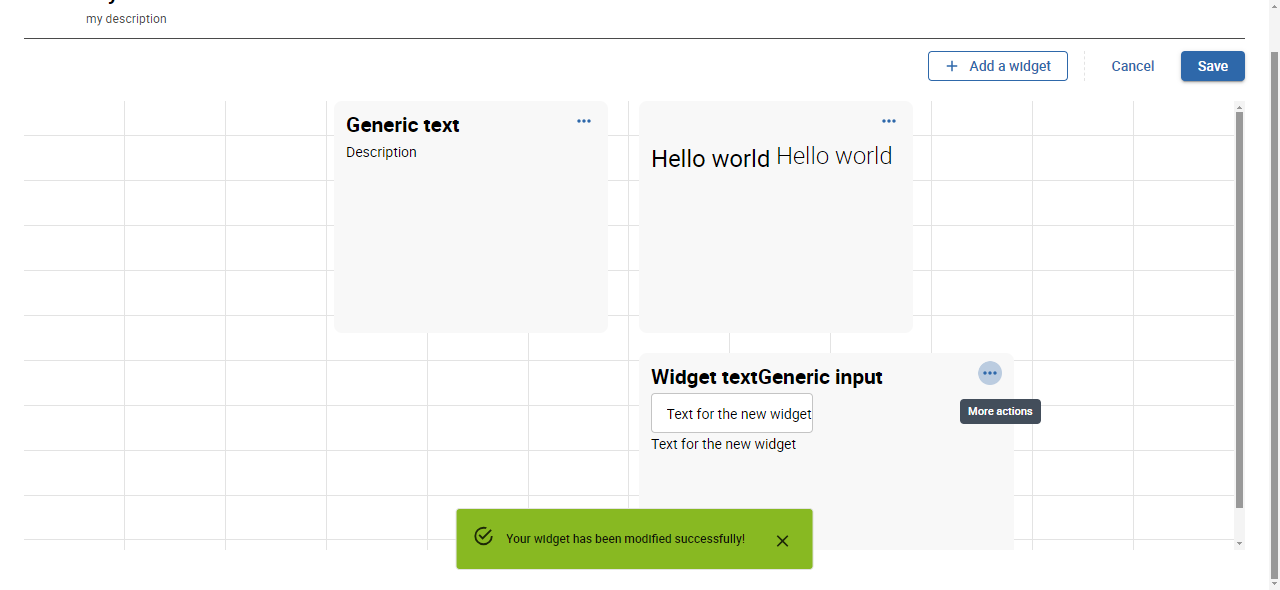 my description
Add a widget
Cancel
Save
Generic text
Description
Hello world Hello world
Widget textGeneric input
Text for the new widget
More actions
Text for the new widget
Your widget has been modified successfully!